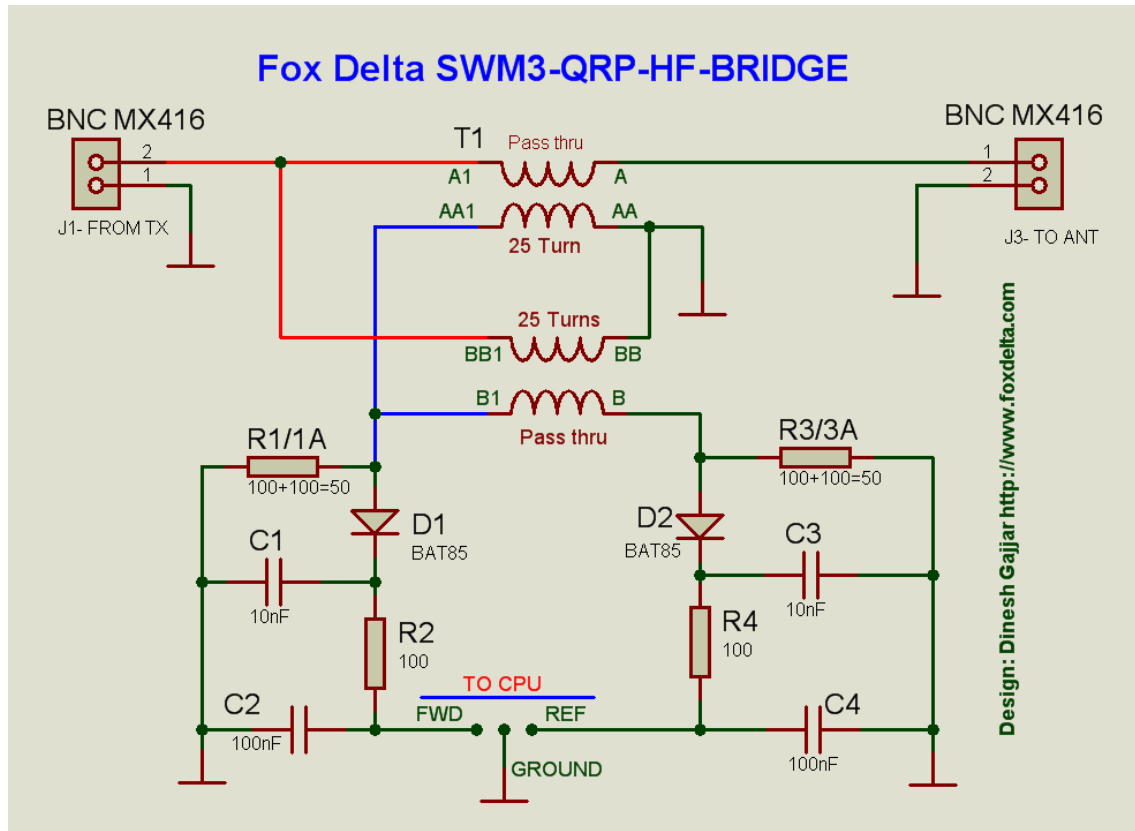 Fox Delta SWM3-QRP-HF-BRIDGE
BNC MX416
2
1
J1- FROM TX
T1
Pass thru
A1
A
AA1
AA
25 Turn
BNC MX416
1
2
J3- TO ANT
25 Turns
BB1
BB
B1
B
Pass thru
R1/1A
100+100=50
R3/3A
100+100=50
D1
BAT85
D2
BAT85
C1
10nF
C3
10nF
R2
100
R4
100
TO CPU
C2
100nF
FWD
REF
C4
100nF
GROUND
Design: Dinesh Gajjar http://www.foxdelta.com